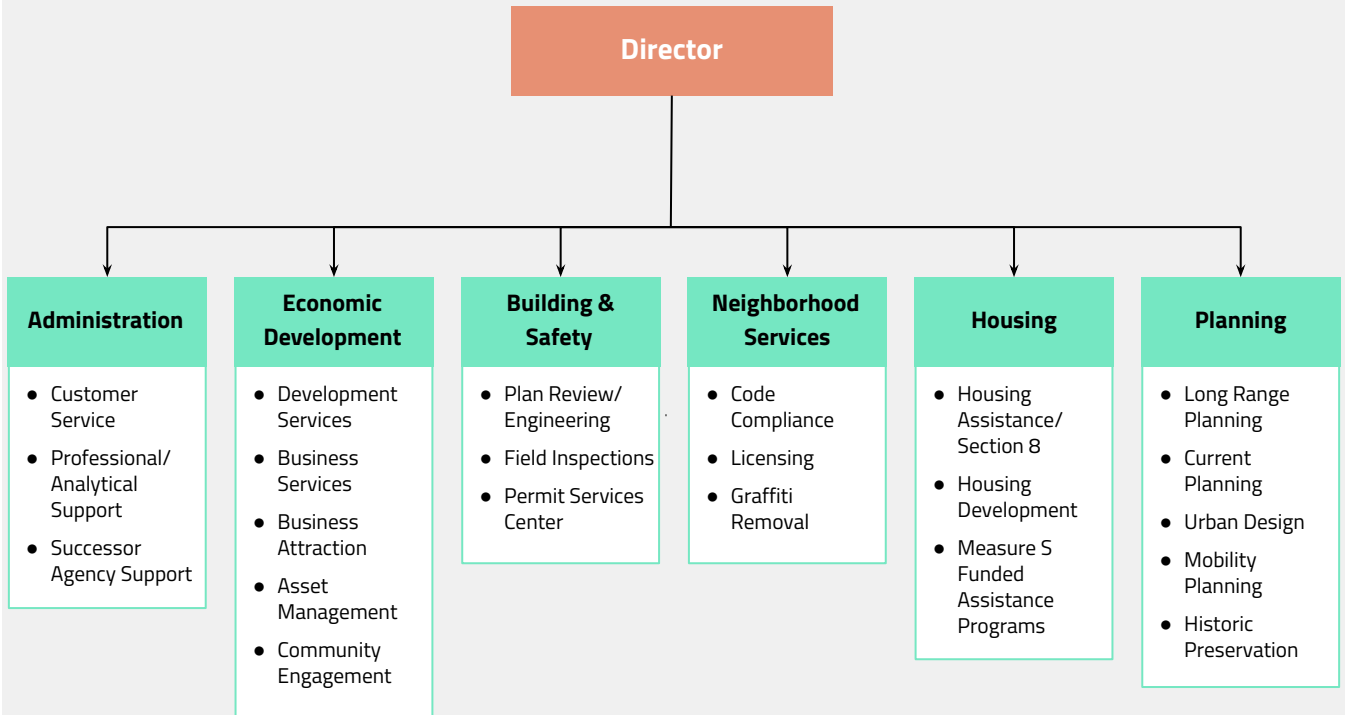 Director
Administration
● Customer
Service
● Professional/
Analytical
Support
● Successor
Agency Support
Economic
Development
● Development
Services
● Business
Services
● Business
Attraction
● Asset
Management
● Community
Engagement
Building &
Safety
● Plan Review/
Engineering
● Field Inspections
● Permit Services
Center
Neighborhood
Services
● Code
Compliance
● Licensing
● Graffiti
Removal
Housing
● Housing
Assistance/
Section 8
● Housing
Development
● Measure S
Funded
Assistance
Programs
Planning
● Long Range
Planning
● Current
Planning
● Urban Design
● Mobility
Planning
● Historic
Preservation